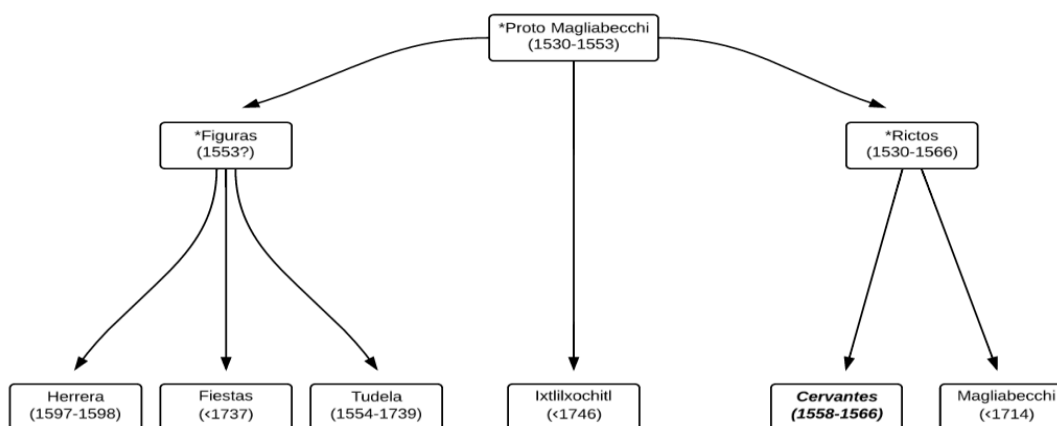 *Proto Magliabecchi
(1530-1553)
*Figuras
(1553?)
*Rictos
(1530-1566)
Herrera
(1597-1598)
Fiestas
(<1737)
Tudela
(1554-1739)
Ixtlilxochitl
(<1746)
Cervantes
(1558-1566)
Magliabecchi
(<1714)